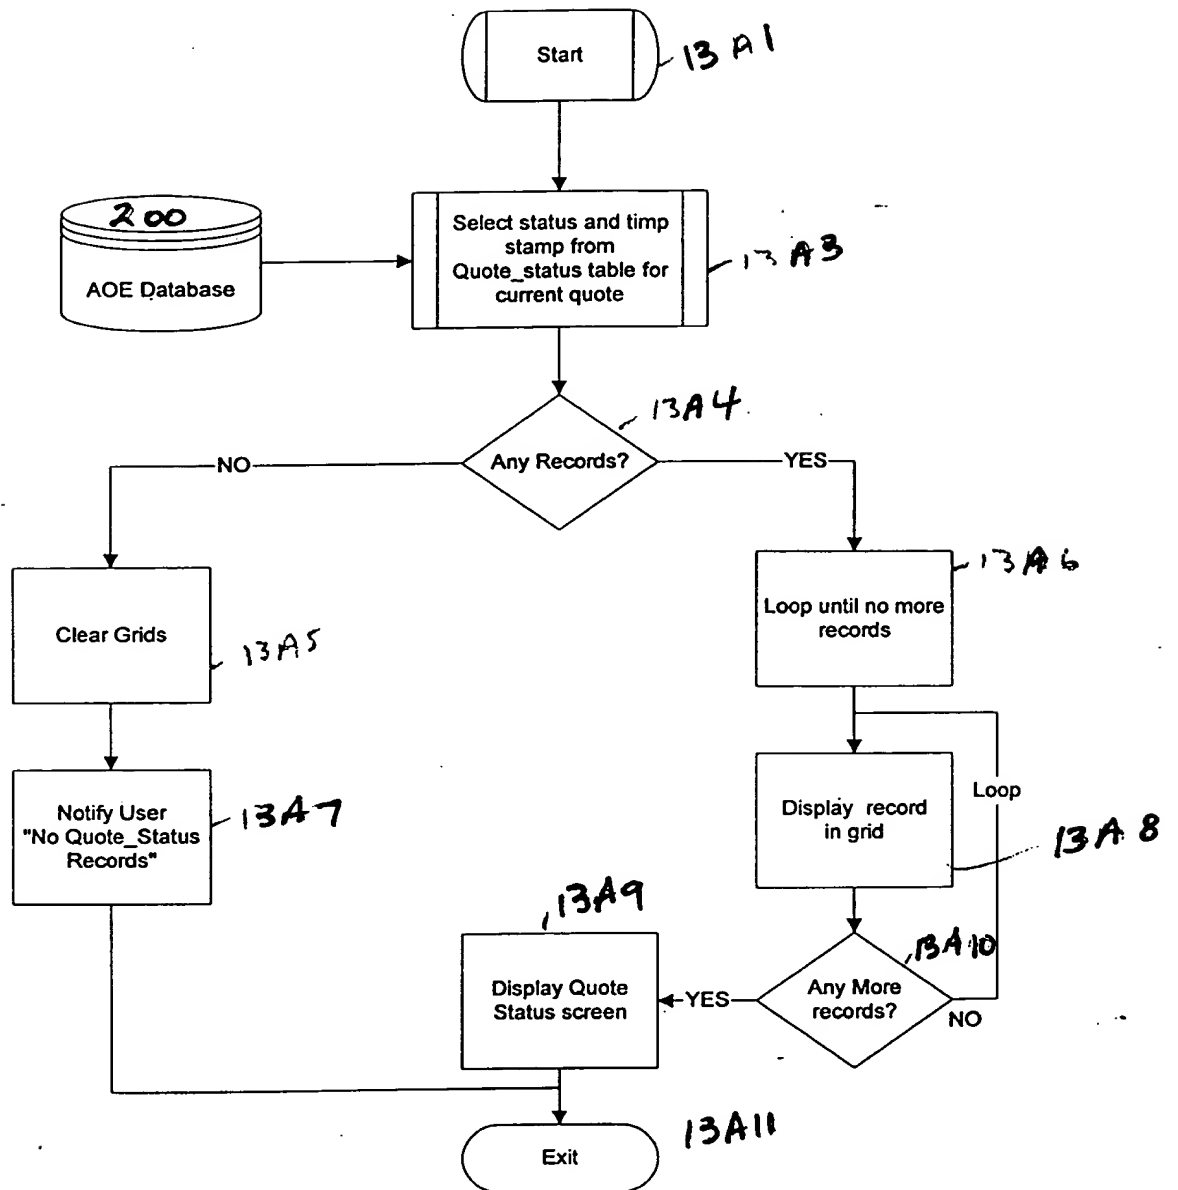 Start
13A1
Select status and timp
stamp from
Quote_status table for
current quote
13A3
200
AOE Database
13A4
Any Records?
NO
YES
Clear Grids
13A5
Loop until no more
records
13A6
Notify User
"No Quote_Status
Records"
13A7
Display record
in grid
Loop
13A8
13A9
Display Quote
Status screen
YES
13A10
Any More
records?
NO
13A11
Exit